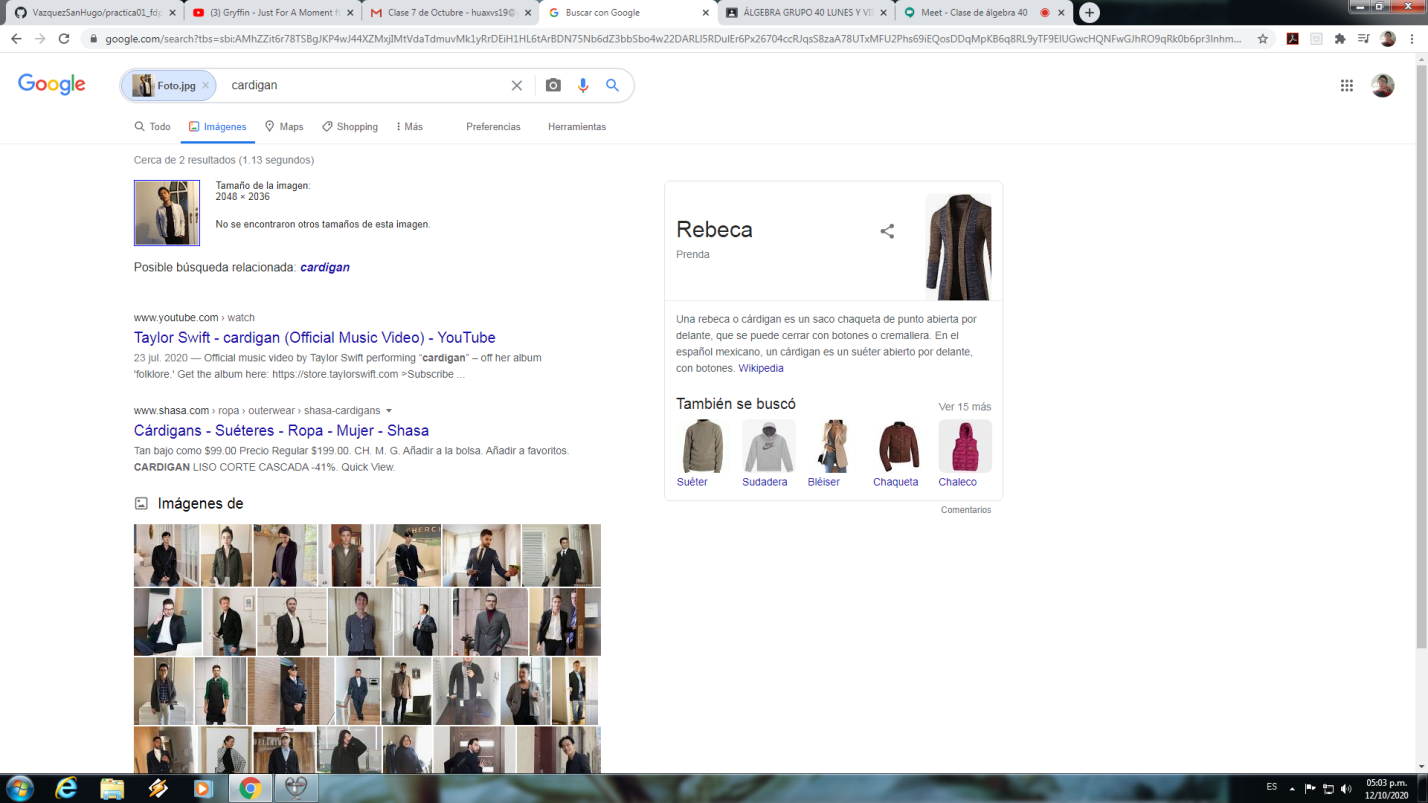 VazquezSanHugo/practica01_fdp
(3) Gryffin - Just For A Moment ft
Clase 7 de Octubre - huaxvs19@
Buscar con Google
ÁLGEBRA GRUPO 40 LUNES Y VIE
Meet - Clase de álgebra 40
Google
Foto.jpg
cardigan
Todo
Imágenes
Maps
Shopping
Más
Preferencias
Herramientas
Cerca de 2 resultados (1.13 segundos)
Tamaño de la imagen:
2048 × 2036
No se encontraron otros tamaños de esta imagen.
Posible búsqueda relacionada: cardigan
www.youtube.com › watch
Taylor Swift - cardigan (Official Music Video) - YouTube
23 jul. 2020 — Official music video by Taylor Swift performing “cardigan” – off her album
'folklore.' Get the album here: https://store.taylorswift.com >Subscribe ...
www.shasa.com › ropa › outerwear › shasa-cardigans
Cárdigans - Suéteres - Ropa - Mujer - Shasa
Tan bajo como $99.00 Precio Regular $199.00. CH. M. G. Añadir a la bolsa. Añadir a favoritos.
CARDIGAN LISO CORTE CASCADA -41%. Quick View.
Imágenes de
Rebeca
Prenda
Una rebeca o cárdigan es un saco chaqueta de punto abierta por
delante, que se puede cerrar con botones o cremallera. En el
español mexicano, un cárdigan es un suéter abierto por delante,
con botones. Wikipedia
También se buscó
Ver 15 más
Suéter
Sudadera
Bléiser
Chaqueta
Chaleco
Comentarios
ES
05:03 p.m.
12/10/2020